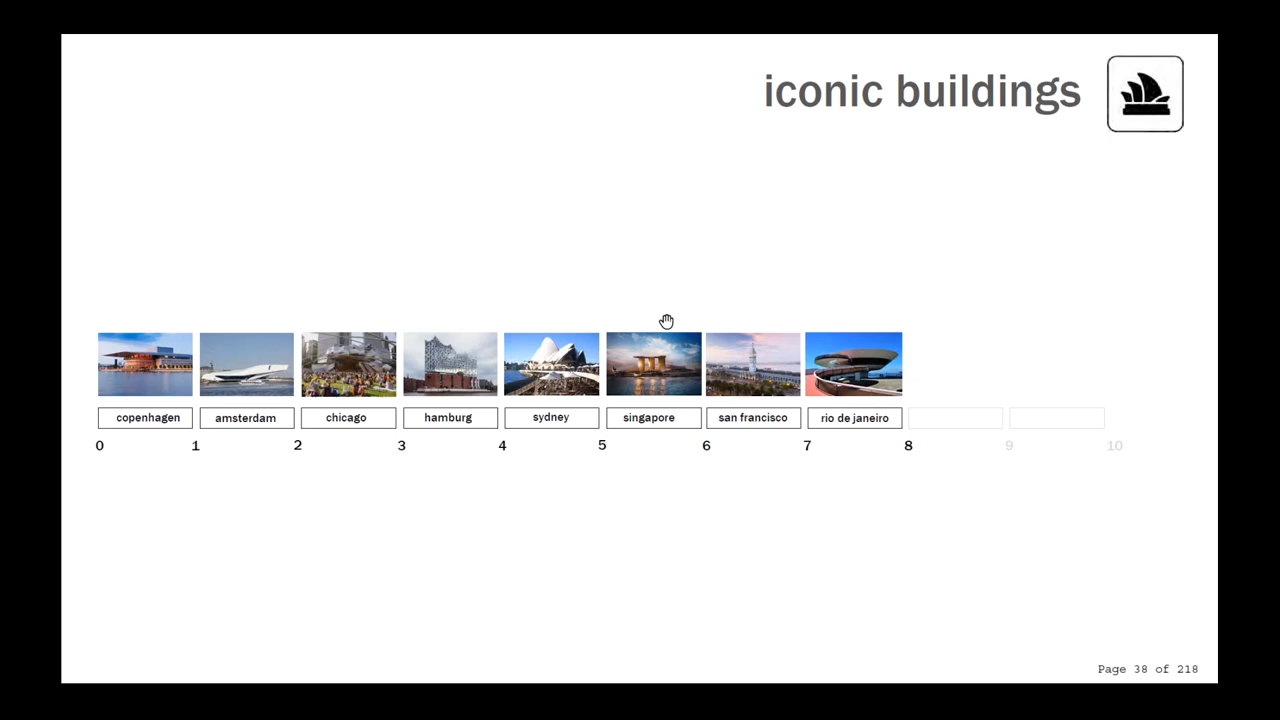 iconic buildings
copenhagen amsterdam chicago hamburg sydney singapore san francisco rio de janeiro
0 1 2 3 4 5 6 7 8 9 10
Page 38 of 218